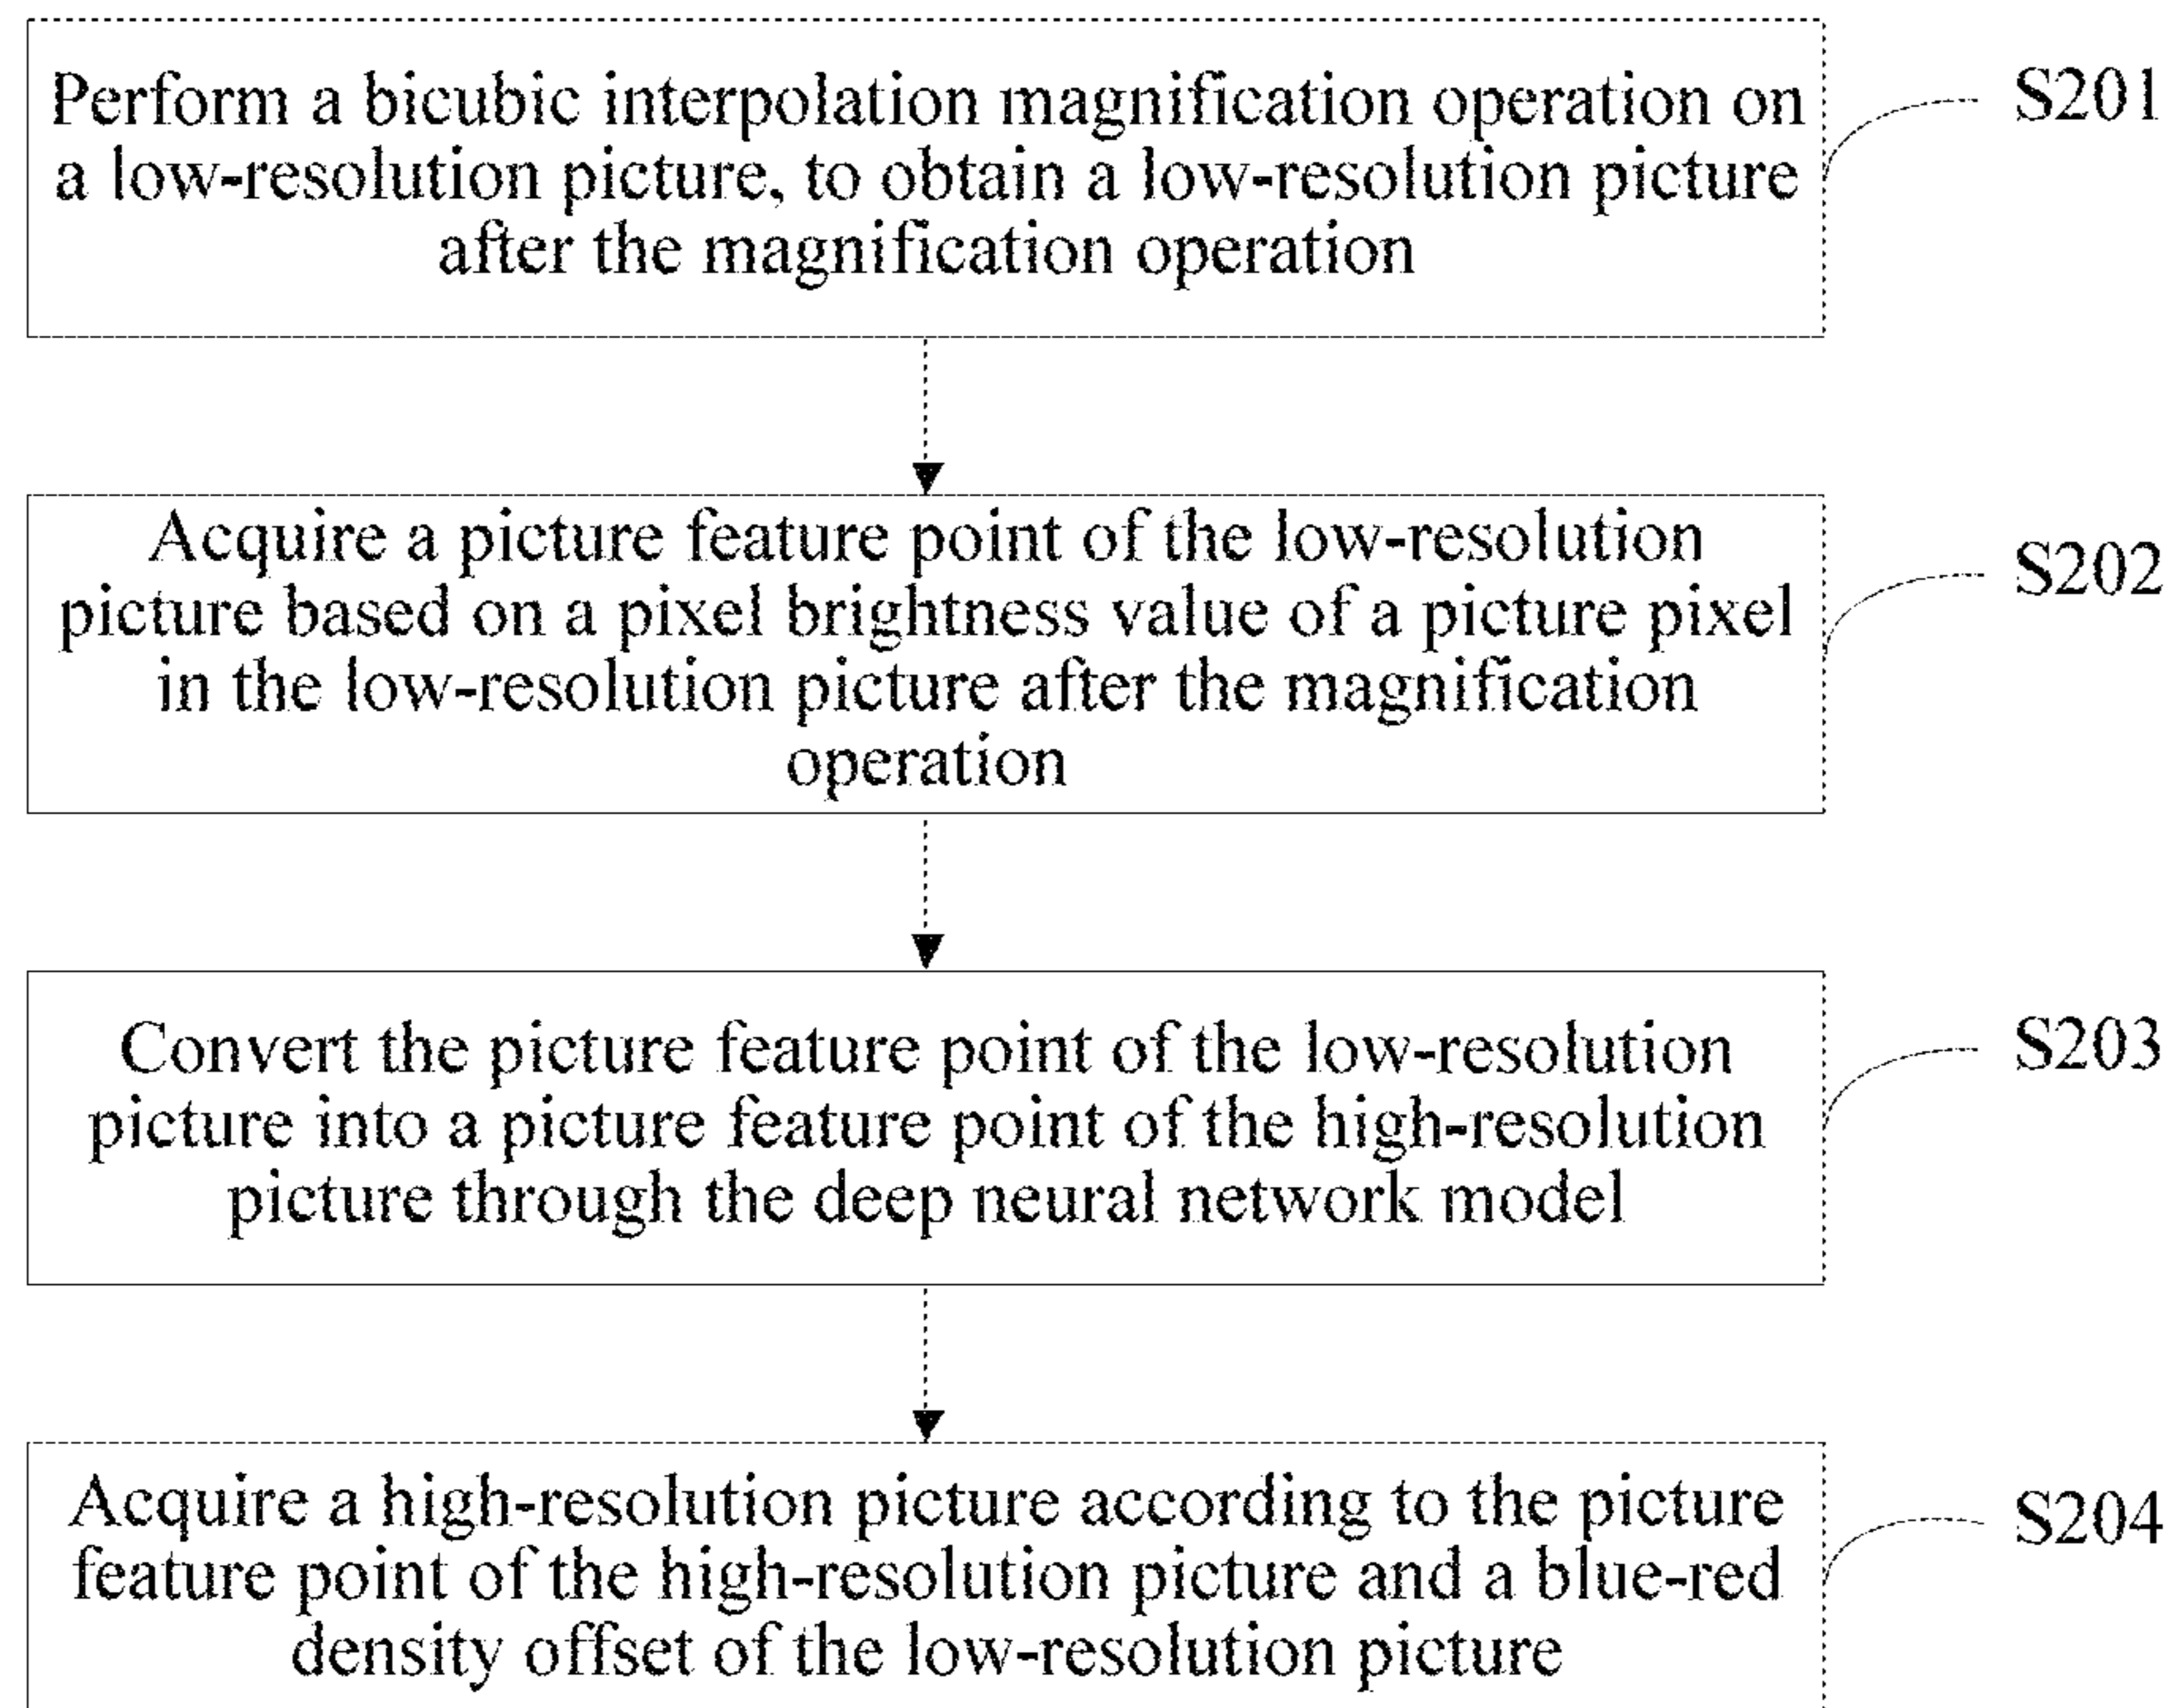 Perform a bicubic interpolation magnification operation on
a low-resolution picture, to obtain a low-resolution picture
after the magnification operation
S201
Acquire a picture feature point of the low-resolution
picture based on a pixel brightness value of a picture pixel
in the low-resolution picture after the magnification
operation
S202
Convert the picture feature point of the low-resolution
picture into a picture feature point of the high-resolution
picture through the deep neural network model
S203
Acquire a high-resolution picture according to the picture
feature point of the high-resolution picture and a blue-red
density offset of the low-resolution picture
S204